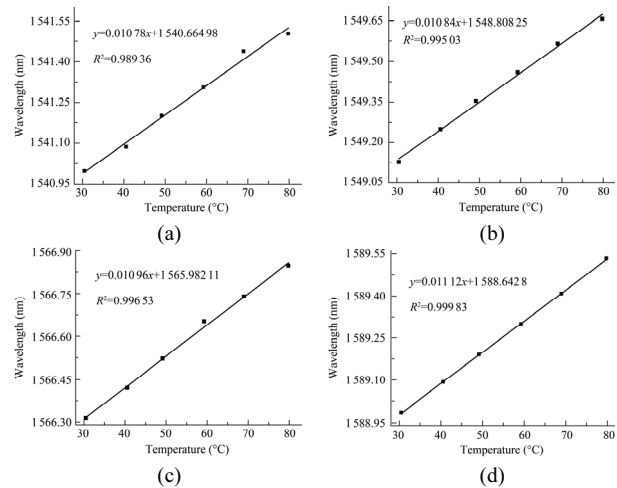 1 541.55
1 541.40
1 541.25
1 541.10
1 540.95
Wavelength (nm)
y=0.010 78x+1 540.664 98
R²=0.989 36
30 40 50 60 70 80
Temperature (°C)
(a)
1 549.65
1 549.50
1 549.35
1 549.20
1 549.05
Wavelength (nm)
y=0.010 84x+1 548.808 25
R²=0.995 03
30 40 50 60 70 80
Temperature (°C)
(b)
1 566.90
1 566.75
1 566.60
1 566.45
1 566.30
Wavelength (nm)
y=0.010 96x+1 565.982 11
R²=0.996 53
30 40 50 60 70 80
Temperature (°C)
(c)
1 589.55
1 589.40
1 589.25
1 589.10
1 588.95
Wavelength (nm)
y=0.011 12x+1 588.642 8
R²=0.999 83
30 40 50 60 70 80
Temperature (°C)
(d)